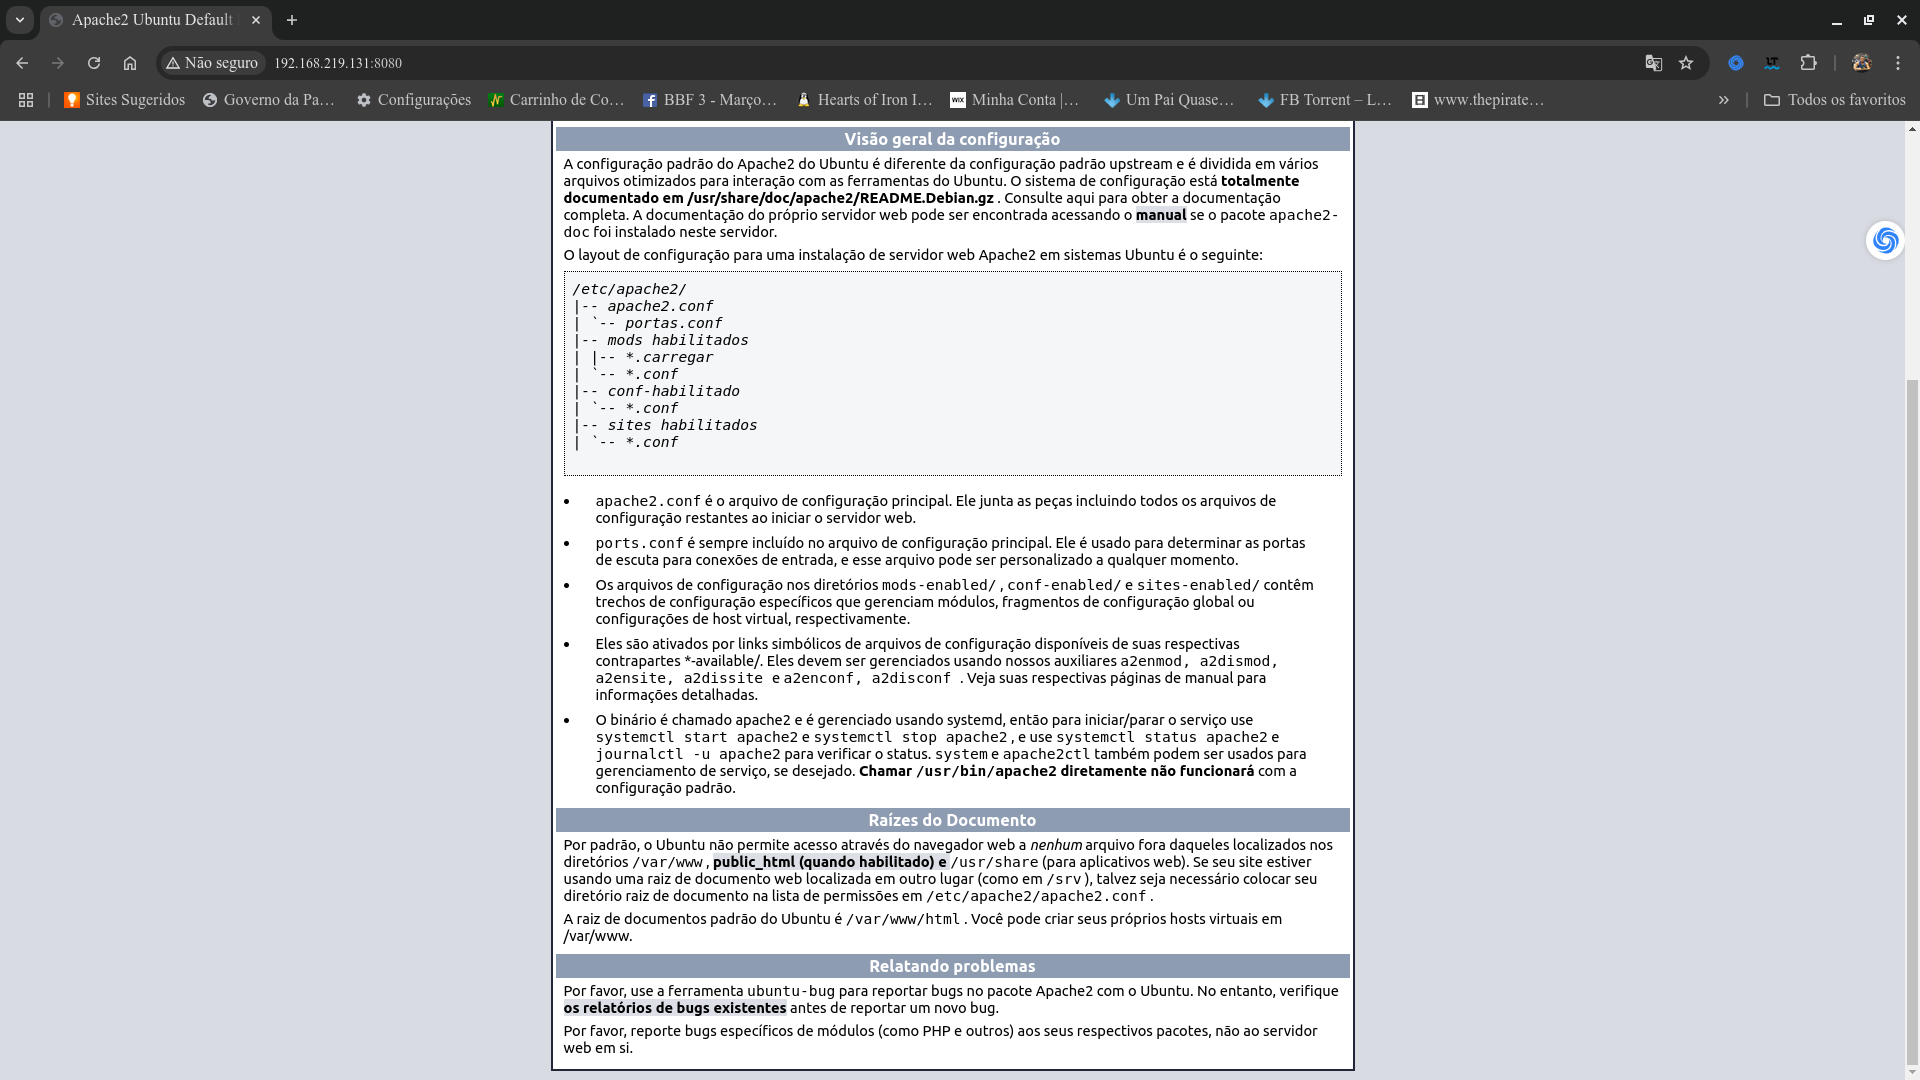 Apache2 Ubuntu Default
Não seguro
192.168.219.131:8080
Sites Sugeridos
Governo da Pa…
Configurações
Carrinho de Co…
BBF 3 - Março…
Hearts of Iron I…
WIX Minha Conta |…
Um Pai Quase…
FB Torrent – L…
www.thepirate…
»
Todos os favoritos
Visão geral da configuração
A configuração padrão do Apache2 do Ubuntu é diferente da configuração padrão upstream e é dividida em vários
arquivos otimizados para interação com as ferramentas do Ubuntu. O sistema de configuração está totalmente
documentado em /usr/share/doc/apache2/README.Debian.gz . Consulte aqui para obter a documentação
completa. A documentação do próprio servidor web pode ser encontrada acessando o manual se o pacote apache2-
doc foi instalado neste servidor.
O layout de configuração para uma instalação de servidor web Apache2 em sistemas Ubuntu é o seguinte:
/etc/apache2/
|-- apache2.conf
| `-- portas.conf
|-- mods habilitados
| |-- *.carregar
| `-- *.conf
|-- conf-habilitado
| `-- *.conf
|-- sites habilitados
| `-- *.conf
• apache2.conf é o arquivo de configuração principal. Ele junta as peças incluindo todos os arquivos de
configuração restantes ao iniciar o servidor web.
• ports.conf é sempre incluído no arquivo de configuração principal. Ele é usado para determinar as portas
de escuta para conexões de entrada, e esse arquivo pode ser personalizado a qualquer momento.
• Os arquivos de configuração nos diretórios mods-enabled/ , conf-enabled/ e sites-enabled/ contêm
trechos de configuração específicos que gerenciam módulos, fragmentos de configuração global ou
configurações de host virtual, respectivamente.
• Eles são ativados por links simbólicos de arquivos de configuração disponíveis de suas respectivas
contrapartes *-available/. Eles devem ser gerenciados usando nossos auxiliares a2enmod, a2dismod,
a2ensite, a2dissite e a2enconf, a2disconf . Veja suas respectivas páginas de manual para
informações detalhadas.
• O binário é chamado apache2 e é gerenciado usando systemd, então para iniciar/parar o serviço use
systemctl start apache2 e systemctl stop apache2 , e use systemctl status apache2 e
journalctl -u apache2 para verificar o status. system e apache2ctl também podem ser usados para
gerenciamento de serviço, se desejado. Chamar /usr/bin/apache2 diretamente não funcionará com a
configuração padrão.
Raízes do Documento
Por padrão, o Ubuntu não permite acesso através do navegador web a nenhum arquivo fora daqueles localizados nos
diretórios /var/www , public_html (quando habilitado) e /usr/share (para aplicativos web). Se seu site estiver
usando uma raiz de documento web localizada em outro lugar (como em /srv ), talvez seja necessário colocar seu
diretório raiz de documento na lista de permissões em /etc/apache2/apache2.conf .
A raiz de documentos padrão do Ubuntu é /var/www/html . Você pode criar seus próprios hosts virtuais em
/var/www.
Relatando problemas
Por favor, use a ferramenta ubuntu-bug para reportar bugs no pacote Apache2 com o Ubuntu. No entanto, verifique
os relatórios de bugs existentes antes de reportar um novo bug.
Por favor, reporte bugs específicos de módulos (como PHP e outros) aos seus respectivos pacotes, não ao servidor
web em si.